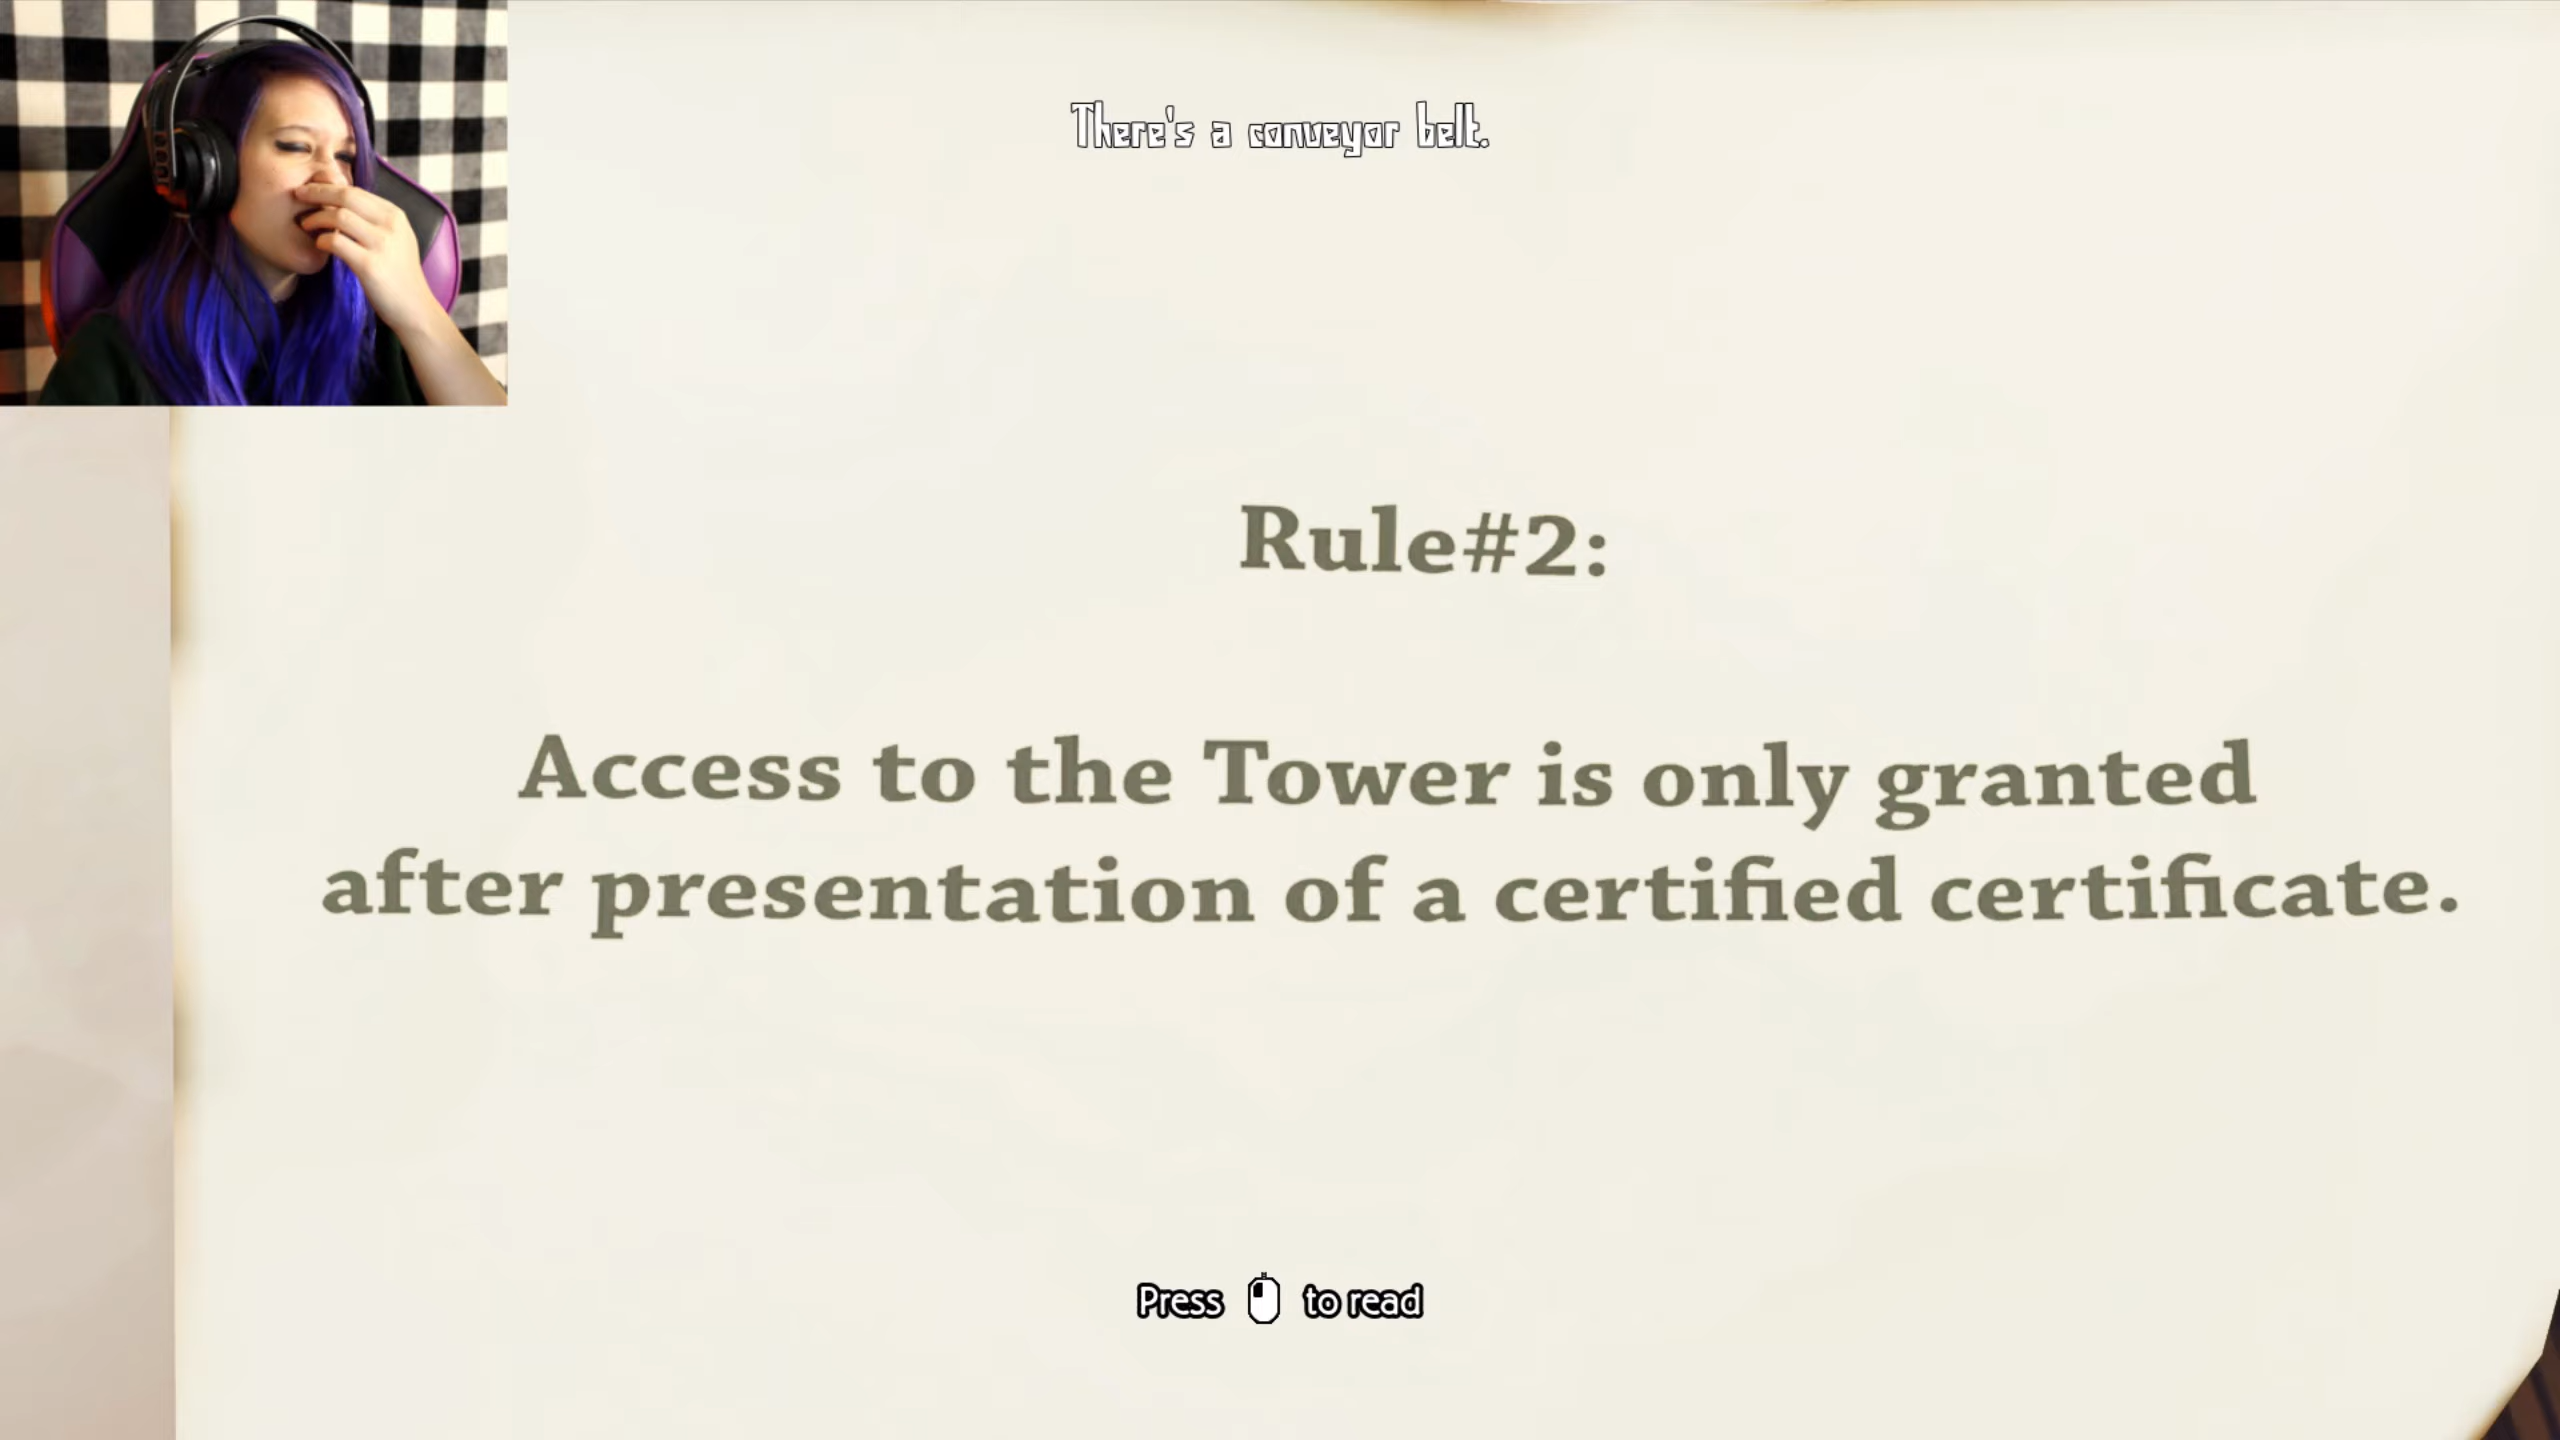 There's a conveyor belt.
Rule#2:
Access to the Tower is only granted
after presentation of a certified certificate.
Press to read